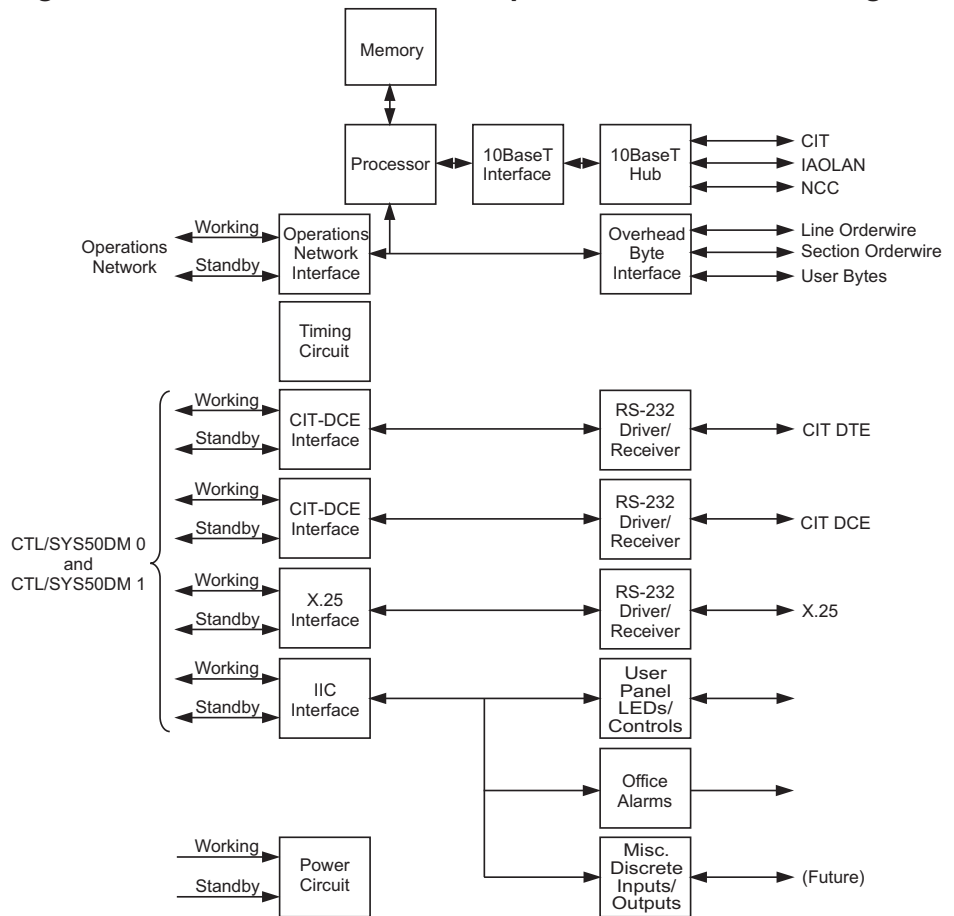 Memory
Processor
10BaseT
Interface
10BaseT
Hub
CIT
IAOLAN
NCC
Operations
Network
Working
Standby
Operations
Network
Interface
Overhead
Byte
Interface
Line Orderwire
Section Orderwire
User Bytes
Timing
Circuit
CTL/SYS50DM 0
and
CTL/SYS50DM 1
Working
Standby
CIT-DCE
Interface
RS-232
Driver/
Receiver
CIT DTE
Working
Standby
CIT-DCE
Interface
RS-232
Driver/
Receiver
CIT DCE
Working
Standby
X.25
Interface
RS-232
Driver/
Receiver
X.25
Working
Standby
IIC
Interface
User
Panel
LEDs/
Controls
Office
Alarms
Misc.
Discrete
Inputs/
Outputs
(Future)
Working
Standby
Power
Circuit